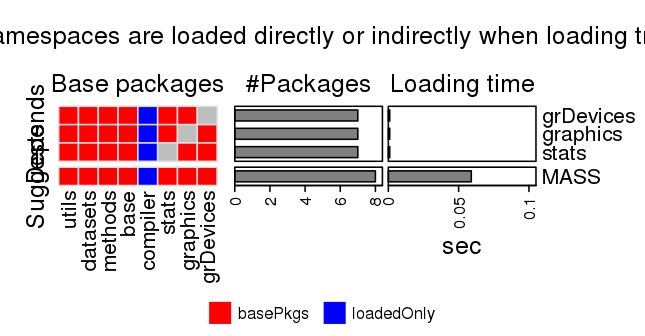 amespaces are loaded directly or indirectly when loading
Base packages #Packages Loading time
Depends
Suggests
grDevices
graphics
stats
MASS
utils
datasets
methods
base
compiler
stats
graphics
grDevices
0 2 4 6 8
0 0.05 0.1
sec
basePkgs loadedOnly